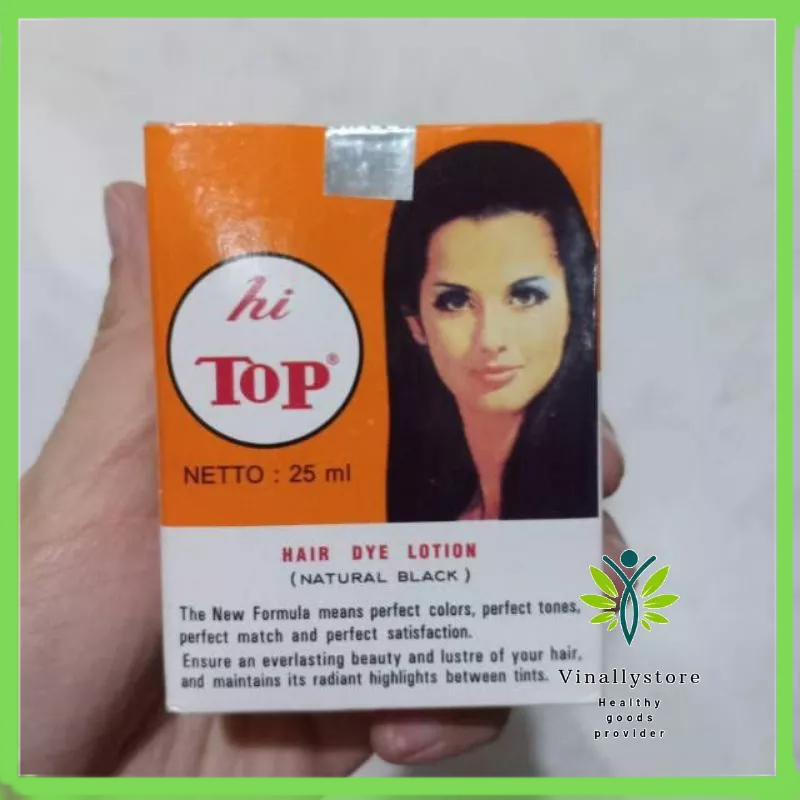 hi
TOP®
NETTO : 25 ml
HAIR DYE LOTION
(NATURAL BLACK)
The New Formula means perfect colors, perfect tones,
perfect match and perfect satisfaction.
Ensure an everlasting beauty and lustre of your hair,
and maintains its radiant highlights between tints.
Vinallystore
Healthy
goods
provider